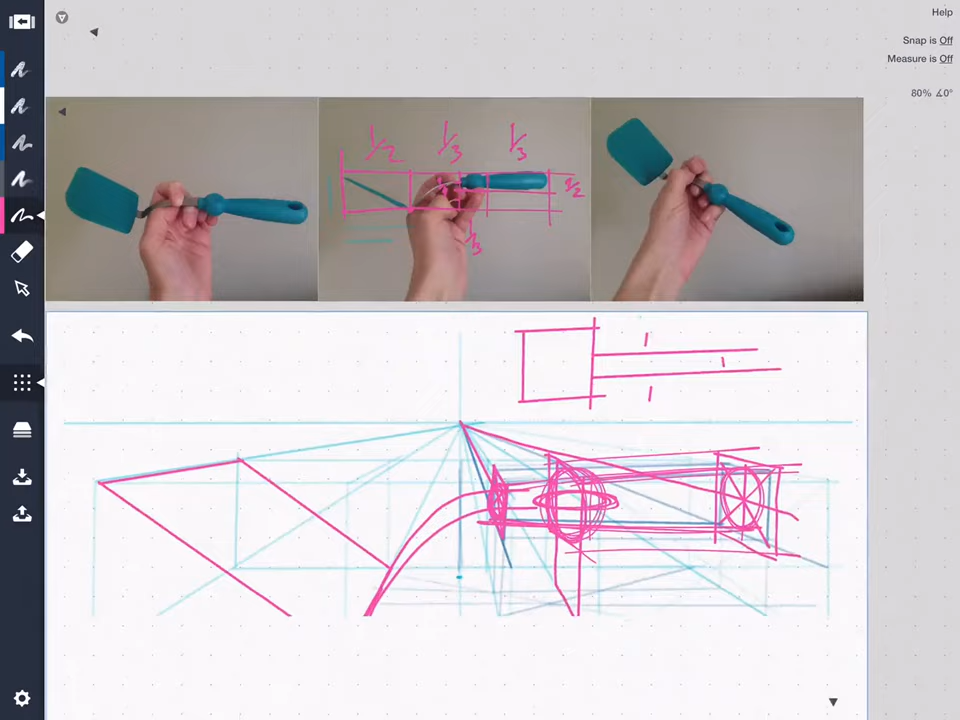 Help
Snap is Off
Measure is Off
80% ∡0°
1/2 1/3 1/3
1/2
1/3
1
1
1